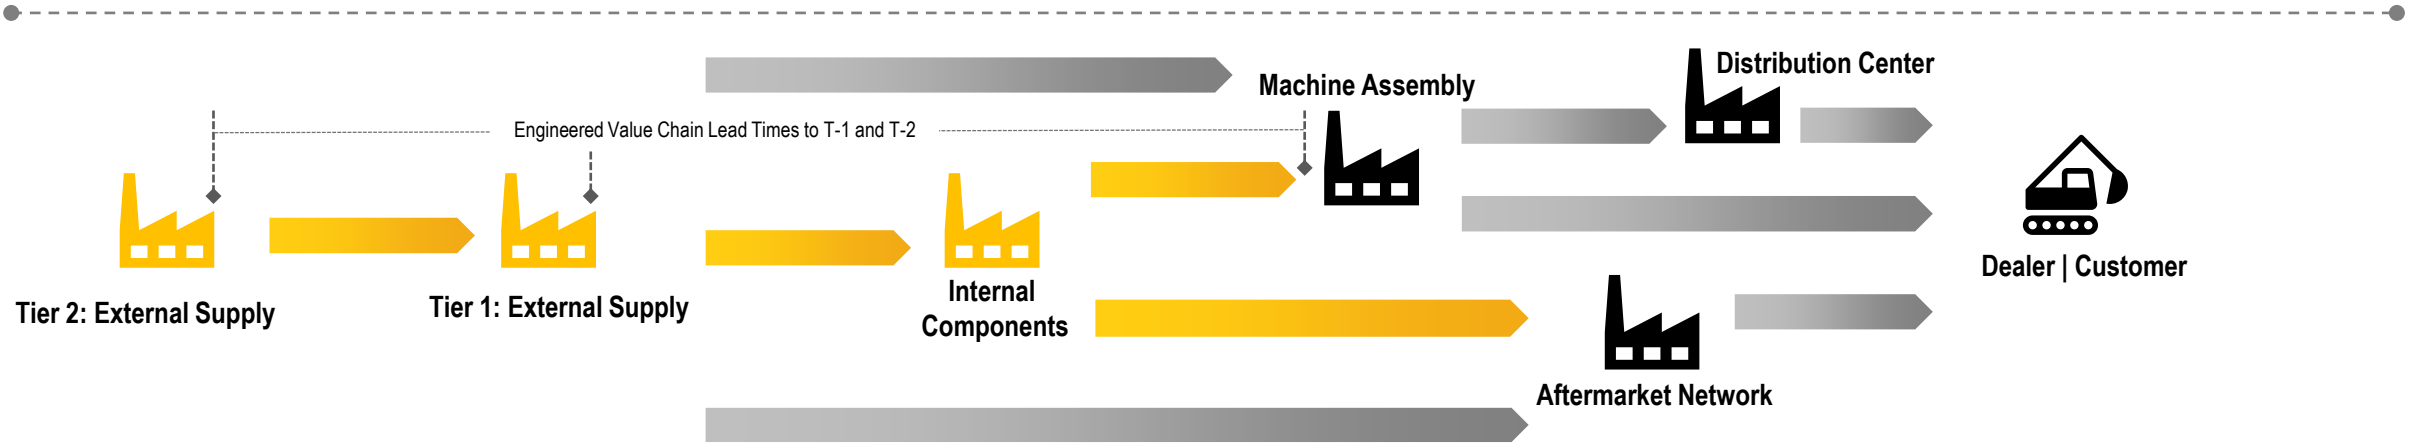 Distribution Center
Machine Assembly
Engineered Value Chain Lead Times to T-1 and T-2
Dealer | Customer
Tier 2: External Supply
Tier 1: External Supply
Internal
Components
Aftermarket Network